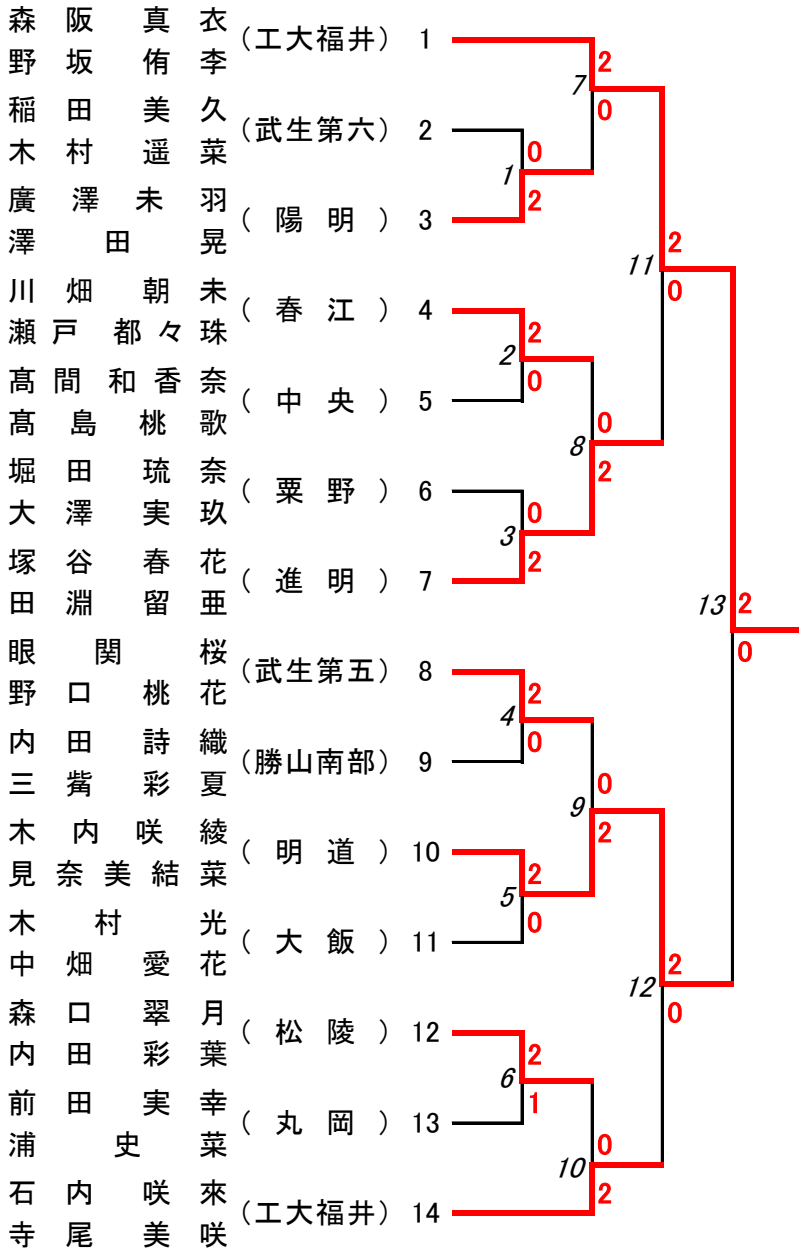 森阪真衣
(工大福井) 1
野坂侑李
稲田美久
(武生第六) 2
木村遥菜
廣澤未羽
(陽明) 3
澤田晃
川畑朝未
(春江) 4
瀬戸都々珠
髙間和香奈
(中央) 5
髙島桃歌
堀田琉奈
(粟野) 6
大澤実玖
塚谷春花
(進明) 7
田淵留亜
眼関桜
(武生第五) 8
野口桃花
内田詩織
(勝山南部) 9
三觜彩夏
木内咲綾
(明道) 10
見奈美結菜
木村光
(大飯) 11
中畑愛花
森口翠月
(松陵) 12
内田彩葉
前田実幸
(丸岡) 13
浦史菜
石内咲來
(工大福井) 14
寺尾美咲
1
0
2
2
2
0
3
0
2
4
2
0
5
2
0
6
2
1
7
2
0
8
0
2
9
0
2
10
0
2
11
2
0
12
2
0
13
2
0